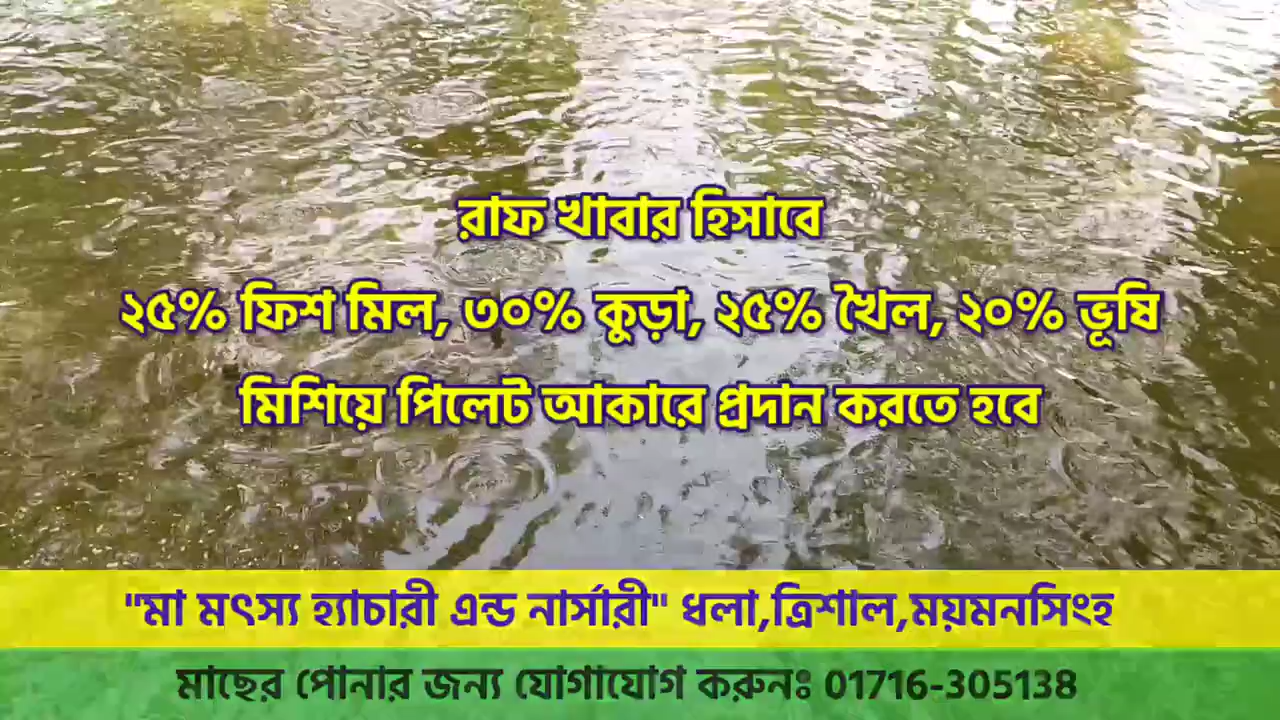 রাফ খাবার হিসাবে
২৫% ফিশ মিল, ৩০% কুড়া, ২৫% খৈল, ২০% ভূষি
মিশিয়ে পিলেট আকারে প্রদান করতে হবে
"মা মৎস্য হ্যাচারী এন্ড নার্সারী" ধলা,ত্রিশাল,ময়মনসিংহ
মাছের পোনার জন্য যোগাযোগ করুনঃ 01716-305138